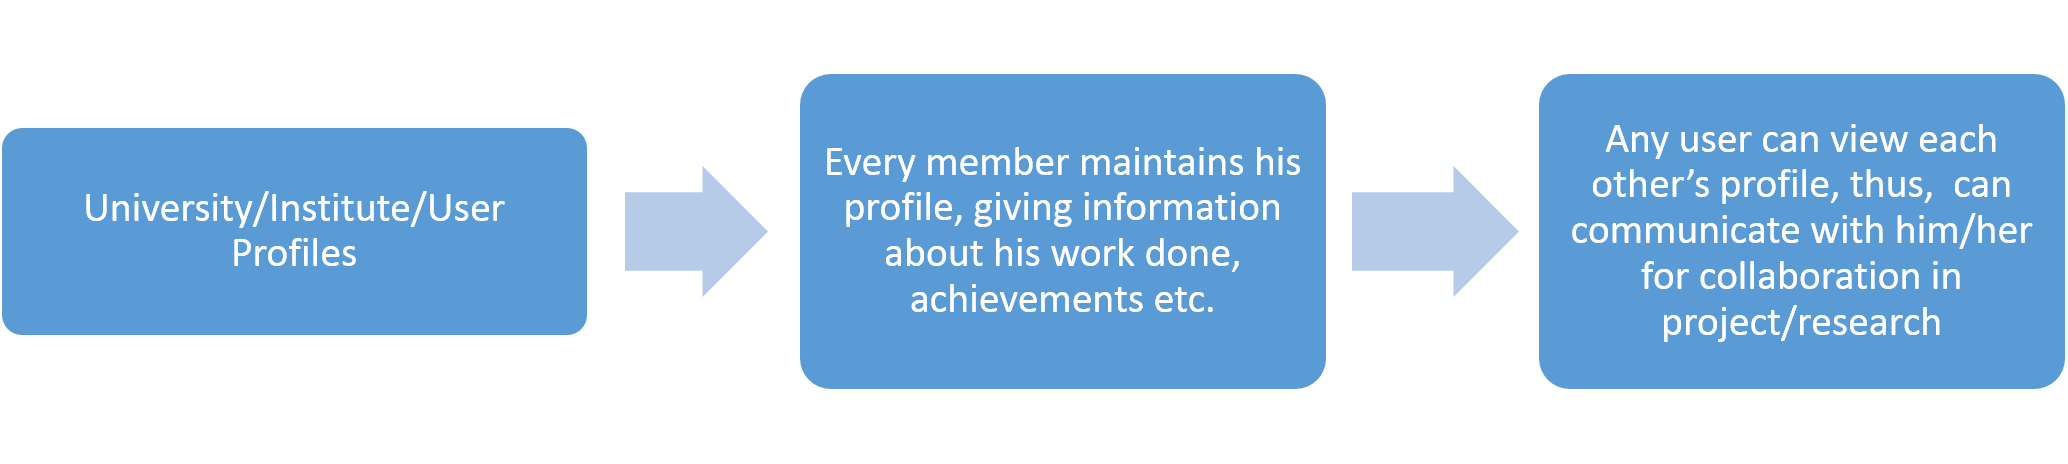 University/Institute/User
Profiles
Every member maintains his
profile, giving information
about his work done,
achievements etc.
Any user can view each
other’s profile, thus,  can
communicate with him/her
for collaboration in
project/research